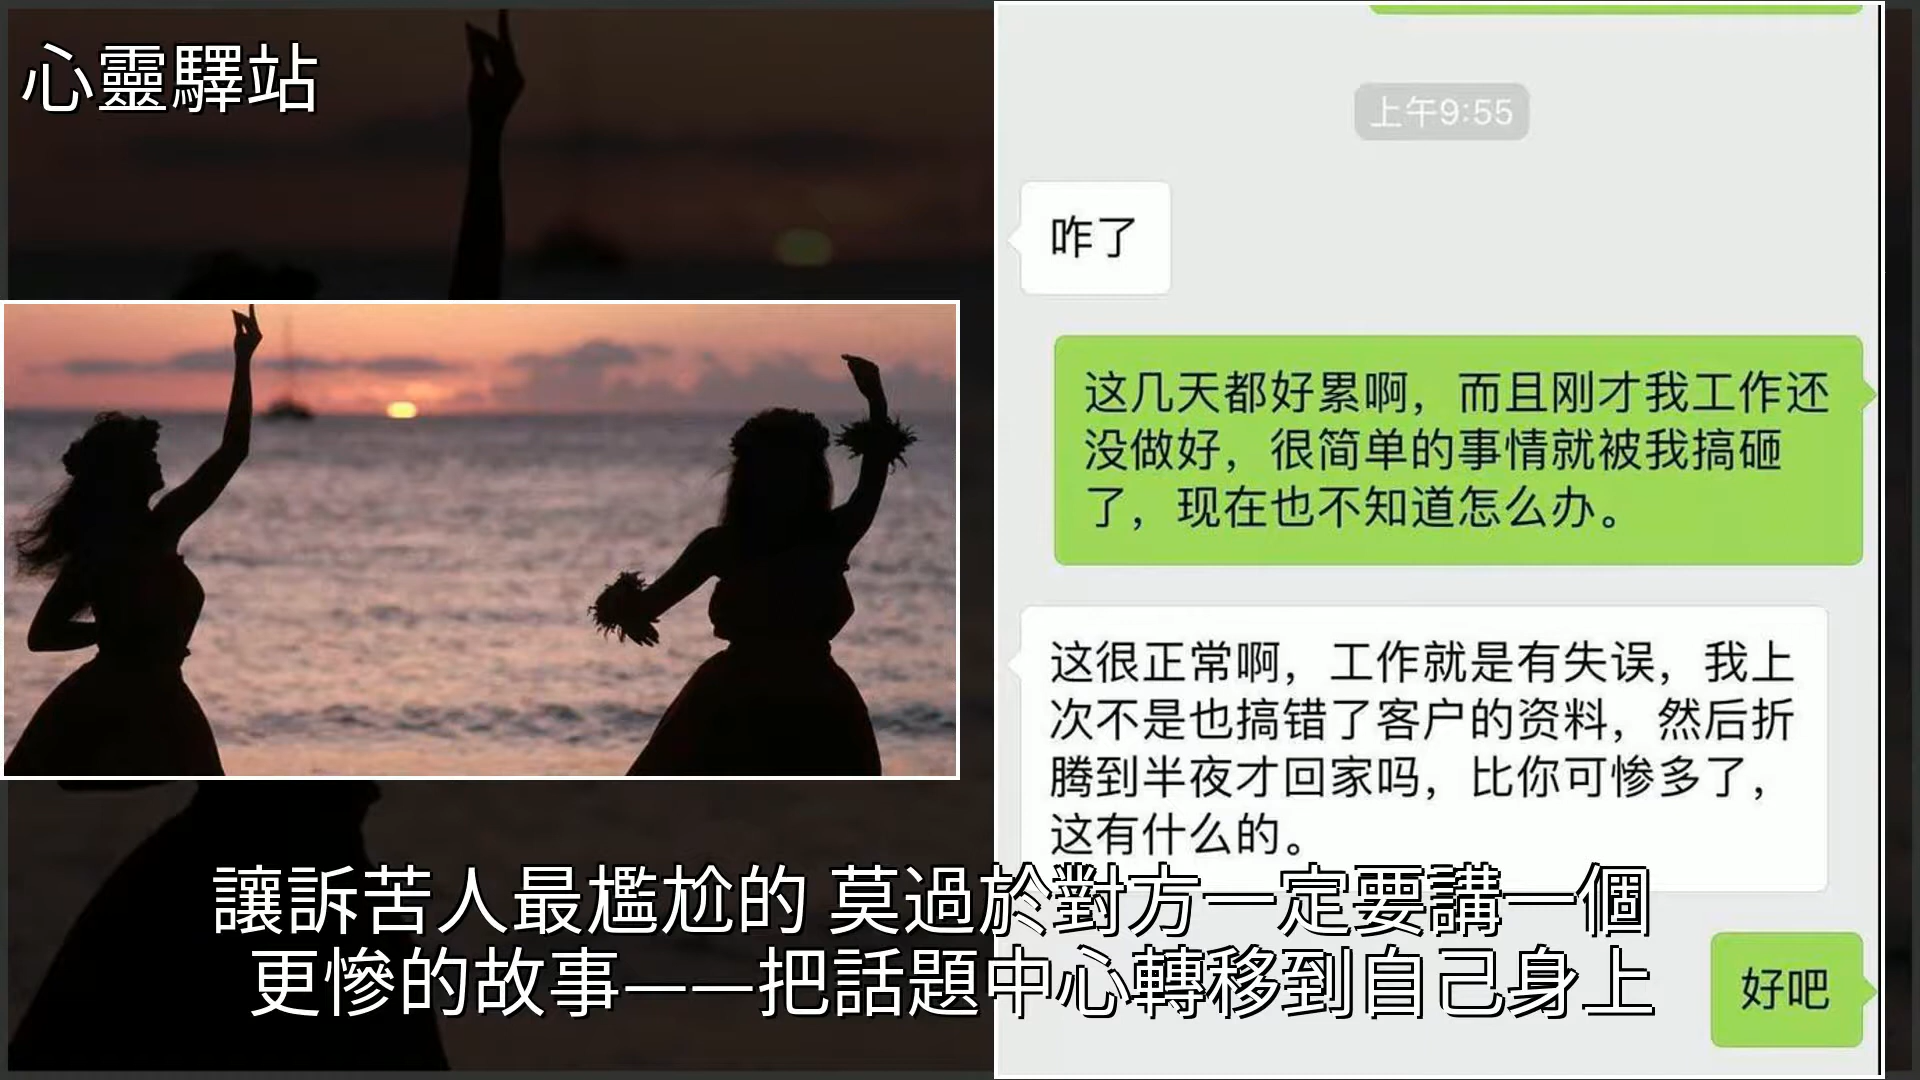 心靈驛站
上午9:55
咋了
这几天都好累啊，而且刚才我工作还
没做好，很简单的事情就被我搞砸
了，现在也不知道怎么办。
这很正常啊，工作就是有失误，我上
次不是也搞错了客户的资料，然后折
腾到半夜才回家吗，比你可惨多了，
这有什么的。
好吧
讓訴苦人最尷尬的 莫過於對方一定要講一個
更慘的故事——把話題中心轉移到自己身上